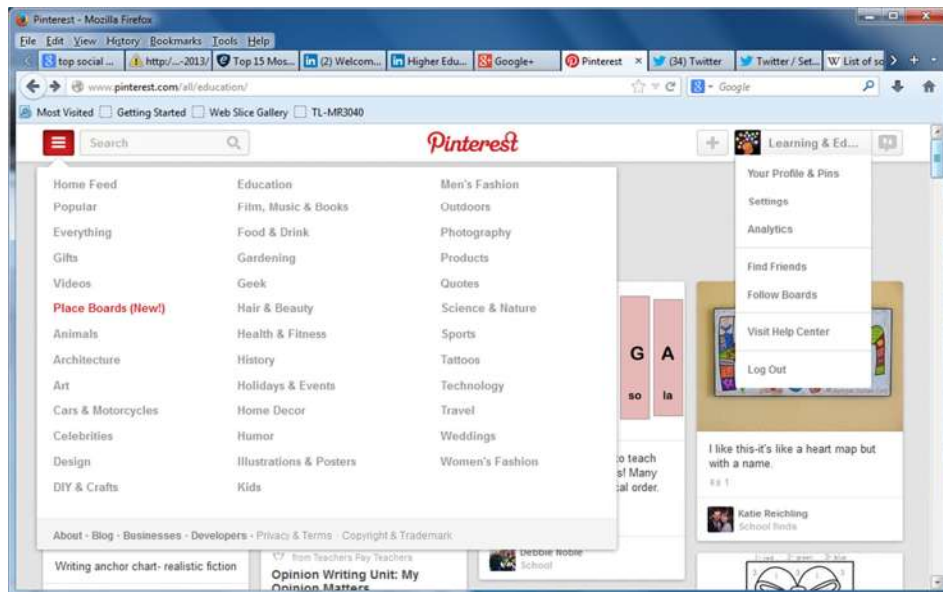 Pinterest - Mozilla Firefox
File Edit View History Bookmarks Tools Help
top social ... http:/...-2013/ Top 15 Mos... (2) Welcom... Higher Edu... Google+ Pinterest × (34) Twitter Twitter / Set... List of so
www.pinterest.com/all/education/ Google
Most Visited Getting Started Web Slice Gallery TL-MR3040
Search Pinterest Learning & Ed...
Home Feed Education Men's Fashion
Popular Film, Music & Books Outdoors
Everything Food & Drink Photography
Gifts Gardening Products
Videos Geek Quotes
Place Boards (New!) Hair & Beauty Science & Nature
Animals Health & Fitness Sports
Architecture History Tattoos
Art Holidays & Events Technology
Cars & Motorcycles Home Decor Travel
Celebrities Humor Weddings
Design Illustrations & Posters Women's Fashion
DIY & Crafts Kids
About - Blog - Businesses - Developers - Privacy & Terms - Copyright & Trademark
Your Profile & Pins
Settings
Analytics
Find Friends
Follow Boards
Visit Help Center
Log Out
G A
so la
to teach
s! Many
cal order.
I like this-it's like a heart map but
with a name.
Katie Reichling
School finds
Writing anchor chart- realistic fiction
from Teachers Pay Teachers
Opinion Writing Unit: My
Opinion Matters
Debbie Noble
School